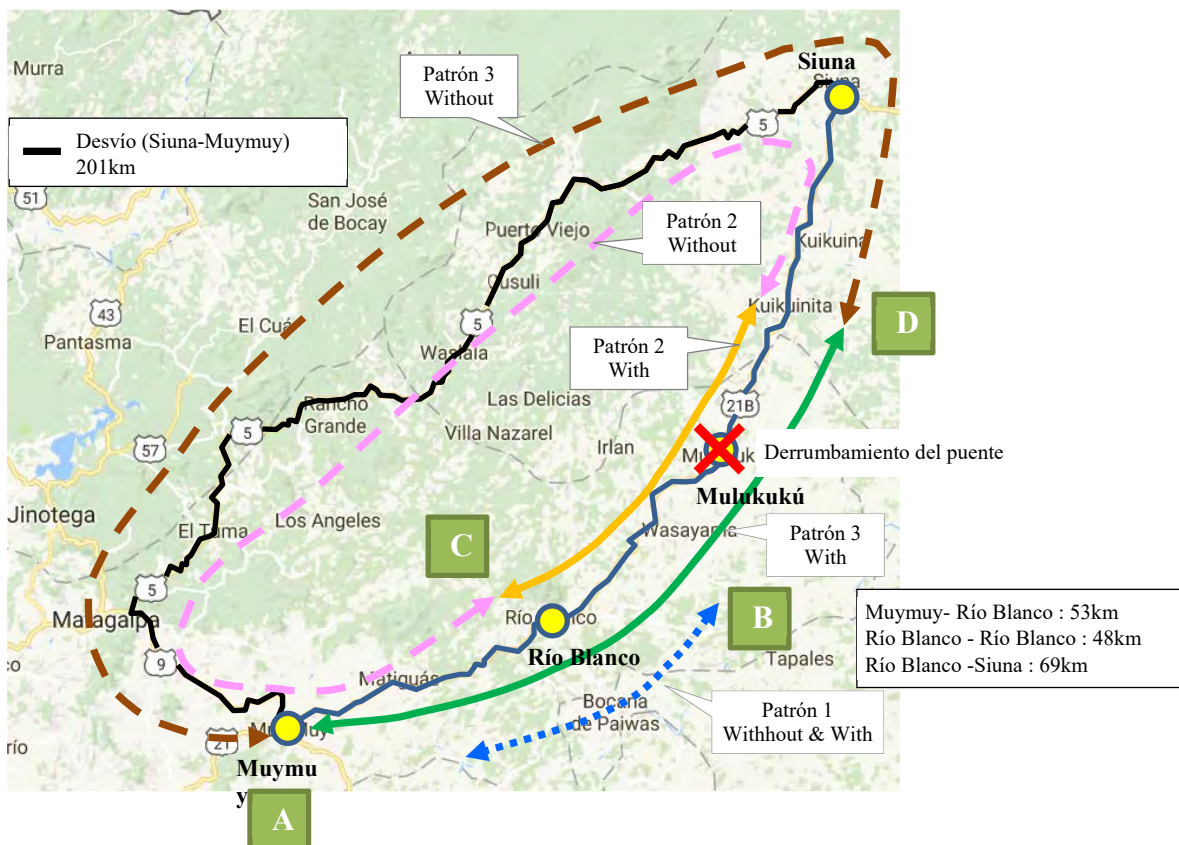 Murra
Siuna
Siuna
Patrón 3
Without
5
Desvío (Siuna-Muymuy)
201km
51
San José
de Bocay
Puerto Viejo
Patrón 2
Without
Kuikuina
Cusuli
Kuikuinita
43
El Cuá
5
D
Pantasma
Waslala
Patrón 2
With
Las Delicias
21B
Rancho
Grande
5
Villa Nazarel
Irlan
57
Derrumbamiento del puente
Mulukukú
Jinotega
Los Angeles
El Tuma
Wasayama
C
Patrón 3
With
5
Matagalpa
B
Muymuy- Río Blanco : 53km
Río Blanco - Río Blanco : 48km
Río Blanco -Siuna : 69km
Río Blanco
9
Tapales
Matiguás
Bocana
de Paiwas
Patrón 1
Withhout & With
21
Muymu
y
A